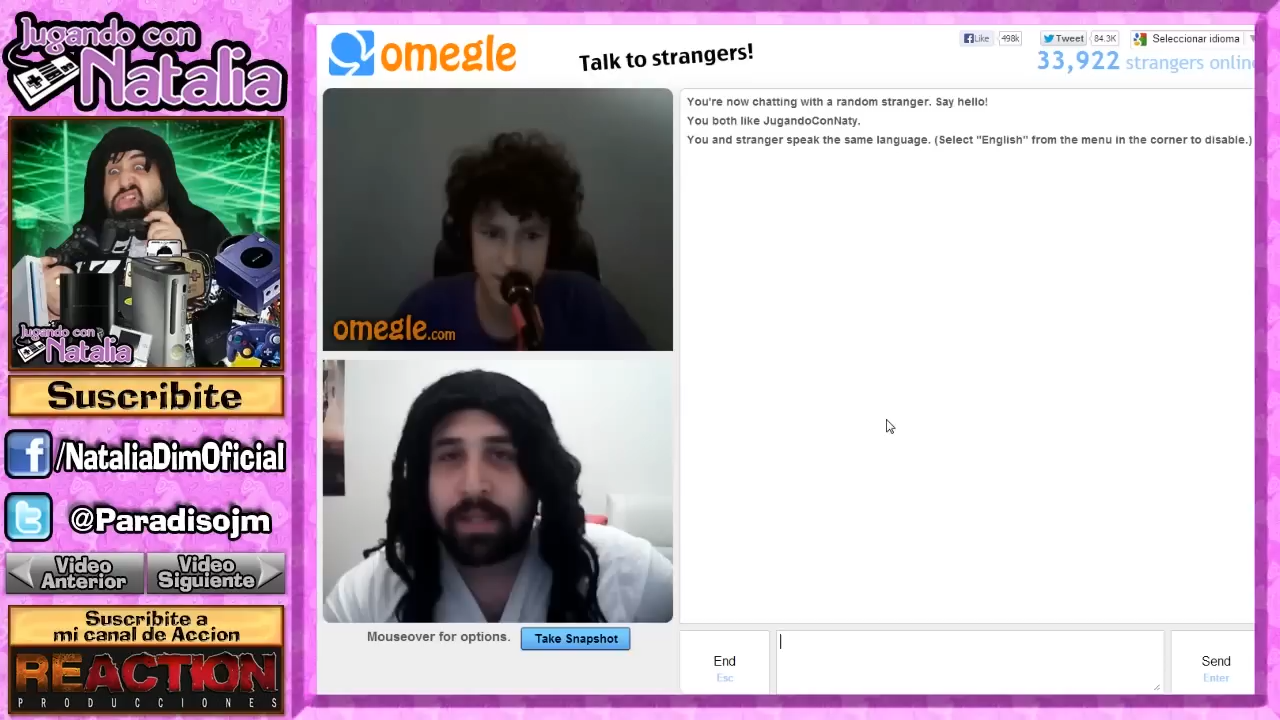 Jugando con
Natalia
Jugando con
Natalia
Suscribite
f /NataliaDimOficial
t @Paradisojm
Video
Anterior
Video
Siguiente
Suscribite a
mi canal de Accion
REACTION
PRODUCCIONES
omegle
Talk to strangers!
Like 498k
Tweet 84.3K
Seleccionar idioma
33,922 strangers onlin
omegle.com
Mouseover for options.
Take Snapshot
You're now chatting with a random stranger. Say hello!
You both like JugandoConNaty.
You and stranger speak the same language. (Select "English" from the menu in the corner to disable.)
End
Esc
Send
Enter